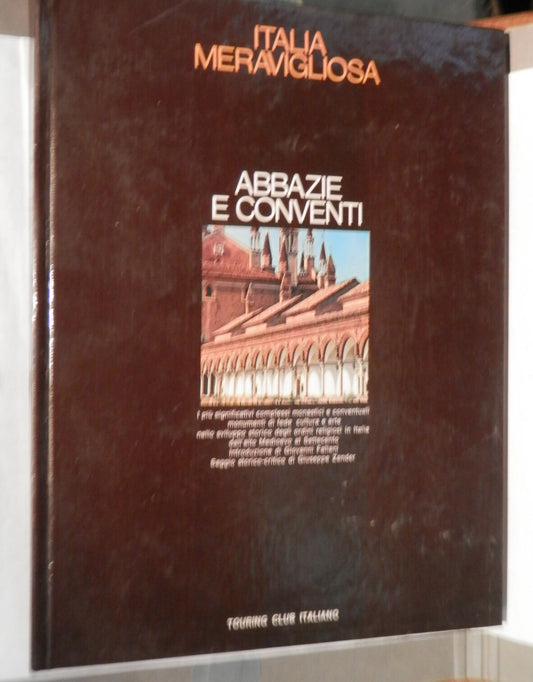 ITALIA
MERAVIGLIOSA
ABBAZIE
E CONVENTI
I più significativi complessi monastici e conventuali
monumenti di fede, cultura e arte
nello sviluppo storico degli ordini religiosi in Italia
dall'alto Medioevo al Settecento
Introduzione di Giovanni Fallani
Saggio storico-critico di Giuseppe Zander
TOURING CLUB ITALIANO